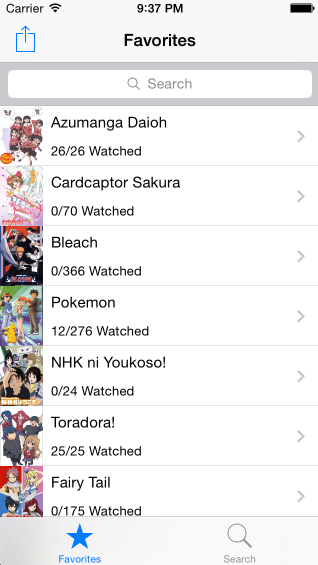 Carrier 9:37 PM
Favorites
Search
Azumanga Daioh
26/26 Watched
Cardcaptor Sakura
0/70 Watched
Bleach
0/366 Watched
Pokemon
12/276 Watched
NHK ni Youkoso!
0/24 Watched
Toradora!
25/25 Watched
Fairy Tail
0/175 Watched
Favorites
Search